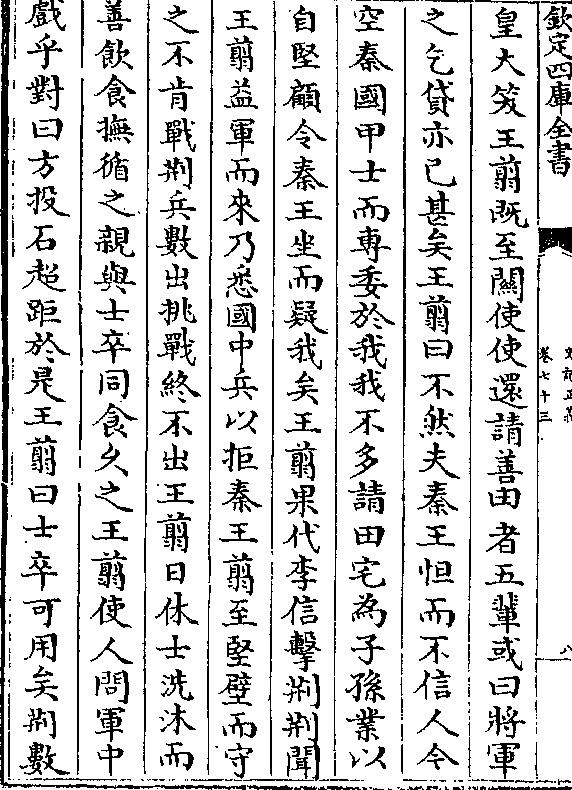 欽定四庫全書
史記正義
卷七十三
八
皇大笑王翦既至關使使還請善田者五輩或曰將軍
之乞貸亦已甚矣王翦曰不然夫秦王怚而不信人令
空秦國甲士而專委於我我不多請田宅為子孫業以
自堅顧令秦王坐而疑我矣王翦果代李信擊荆荆聞
王翦益軍而來乃悉國中兵以拒秦王翦至堅壁而守
之不肯戰荆兵數出挑戰終不出王翦日休士洗沐而
善飲食撫循之親與士卒同食久之王翦使人問軍中
戲乎對曰方投石超距於是王翦曰士卒可用矣荆數